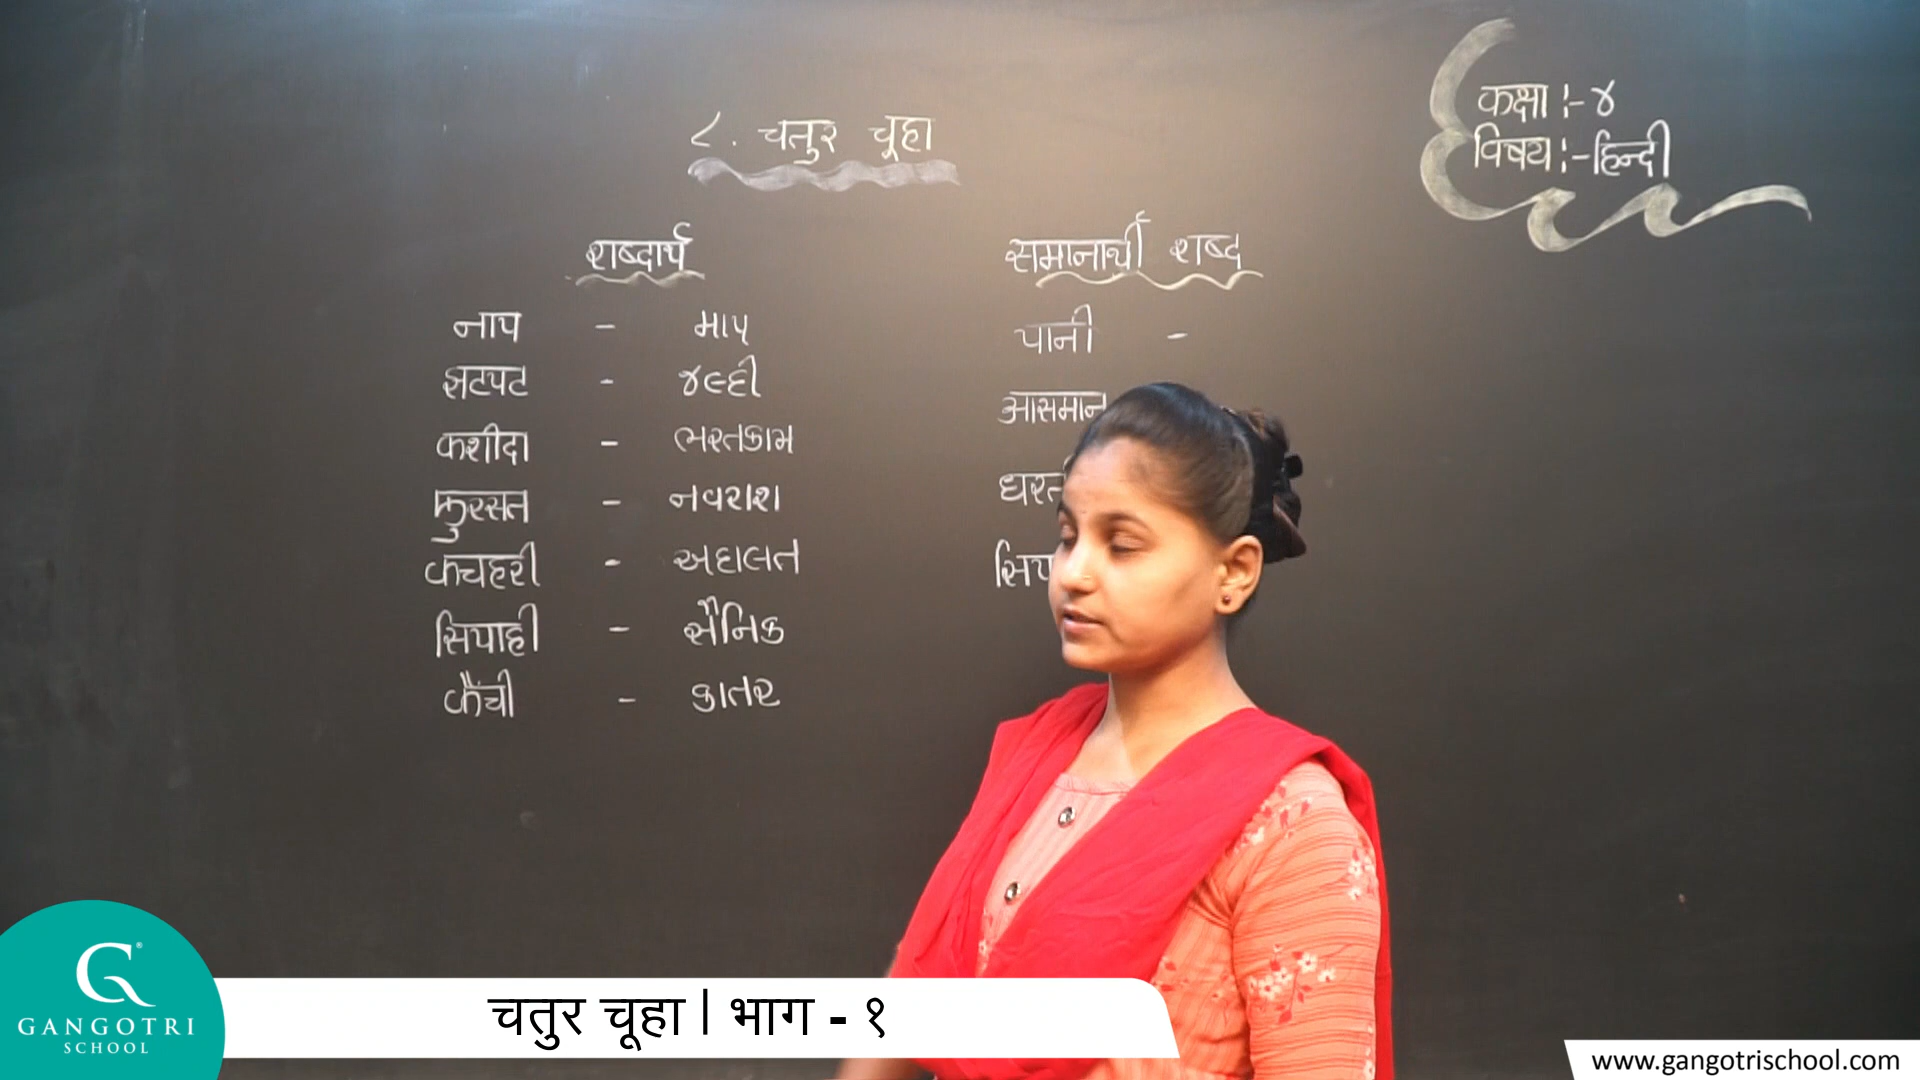 ८. चतुर चूहा
कक्षा :- ४
विषय :- हिन्दी
शब्दार्थ
नाप - માપ
झटपट - જલ્દી
कशीदा - ભરતકામ
फुरसत - નવરાશ
कचहरी - અદાલત
सिपाही - સૈનિક
कैंची - કાતર
समानार्थी शब्द
पानी -
आसमान
G
GANGOTRI
SCHOOL
चतुर चूहा | भाग - १
www.gangotrischool.com